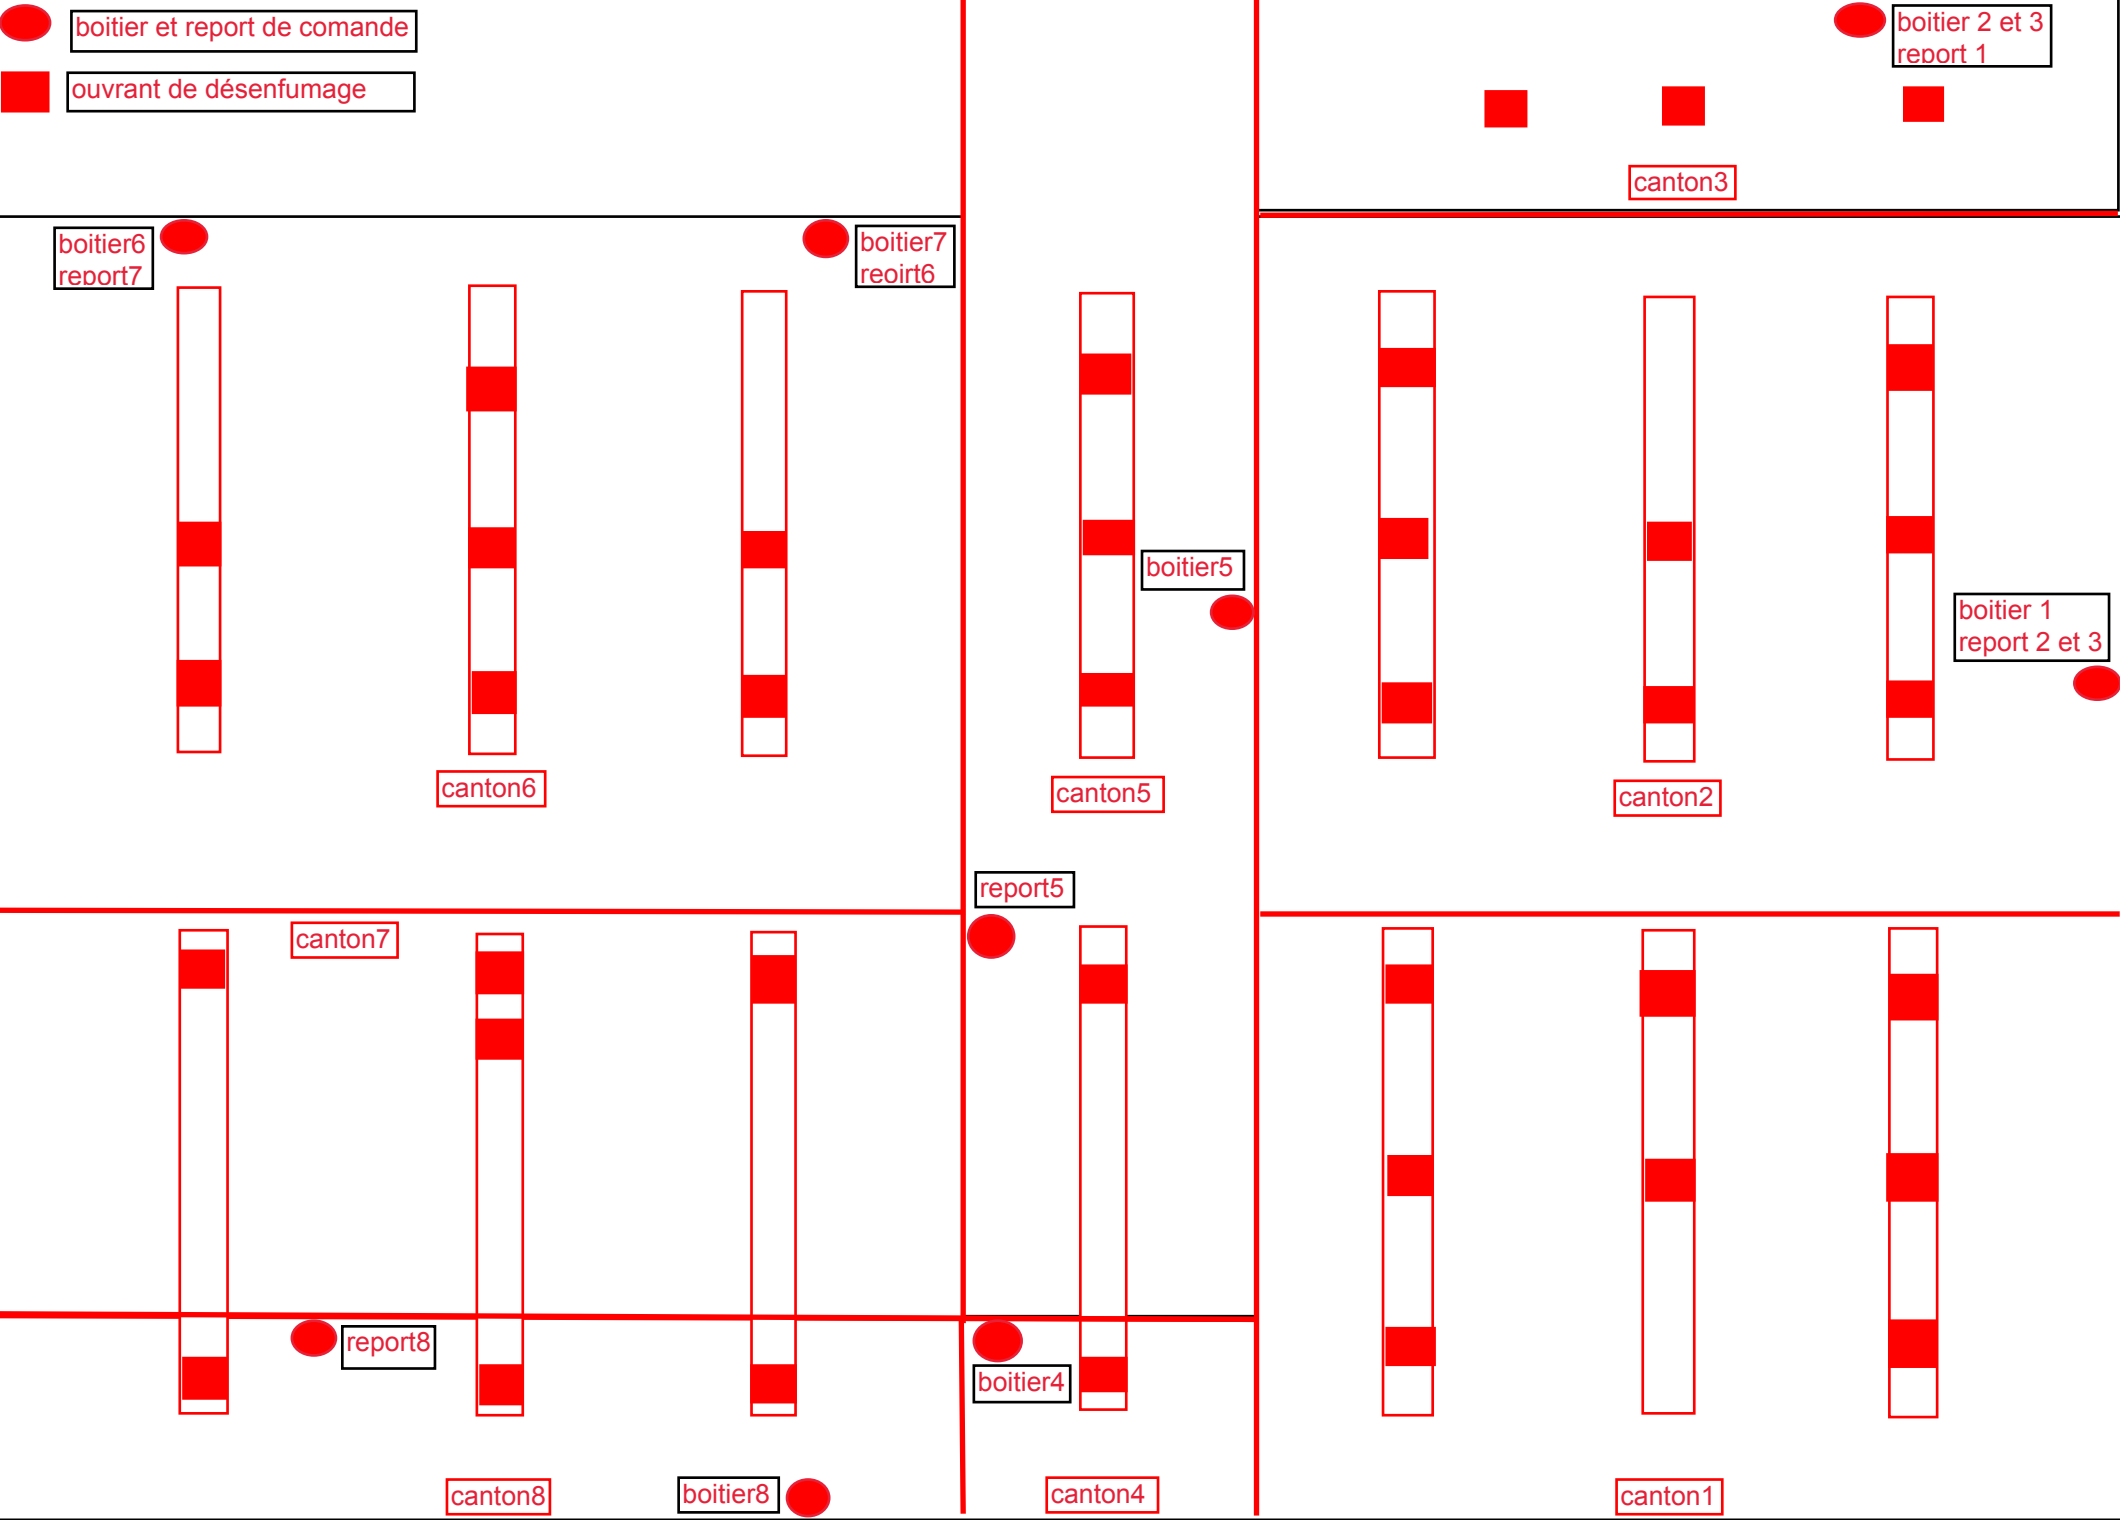 boitier et report de comande
ouvrant de désenfumage
boitier 2 et 3
report 1
canton3
boitier6
report7
boitier7
reoirt6
boitier5
boitier 1
report 2 et 3
canton6
canton5
canton2
report5
canton7
report8
boitier4
canton8
boitier8
canton4
canton1